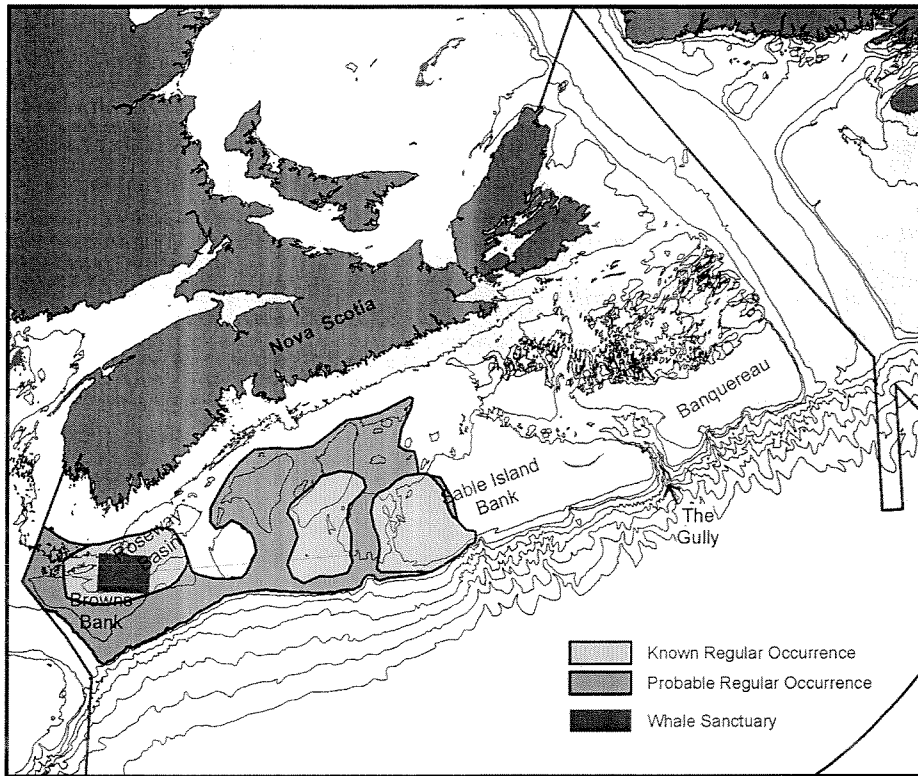 Nova Scotia
Banquereau
Sable Island
Bank
The
Gully
Roseway
Basin
Browns
Bank
Known Regular Occurrence
Probable Regular Occurrence
Whale Sanctuary